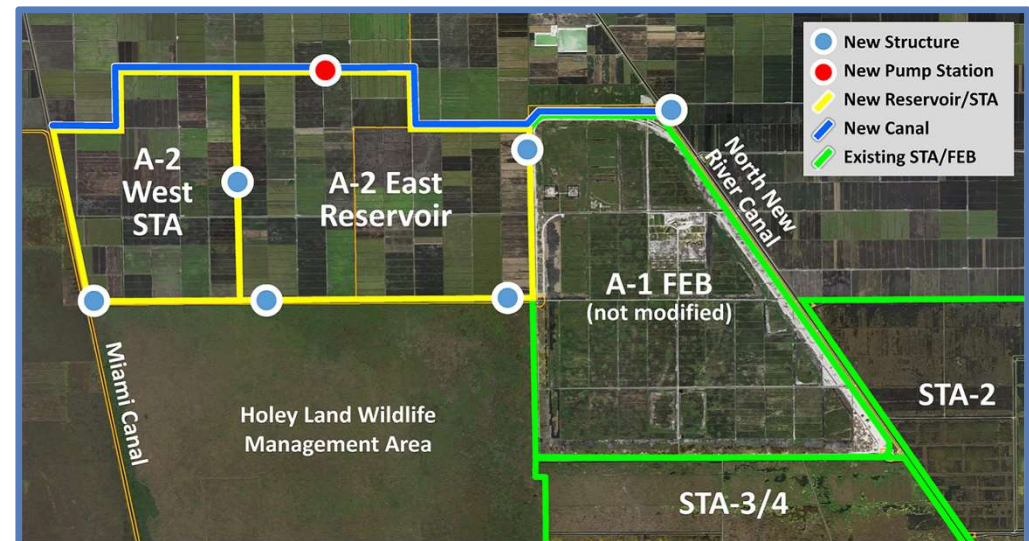 New Structure
New Pump Station
New Reservoir/STA
New Canal
Existing STA/FEB
A-2
West
STA
A-2 East
Reservoir
North New
River Canal
A-1 FEB
(not modified)
Miami Canal
Holey Land Wildlife
Management Area
STA-2
STA-3/4